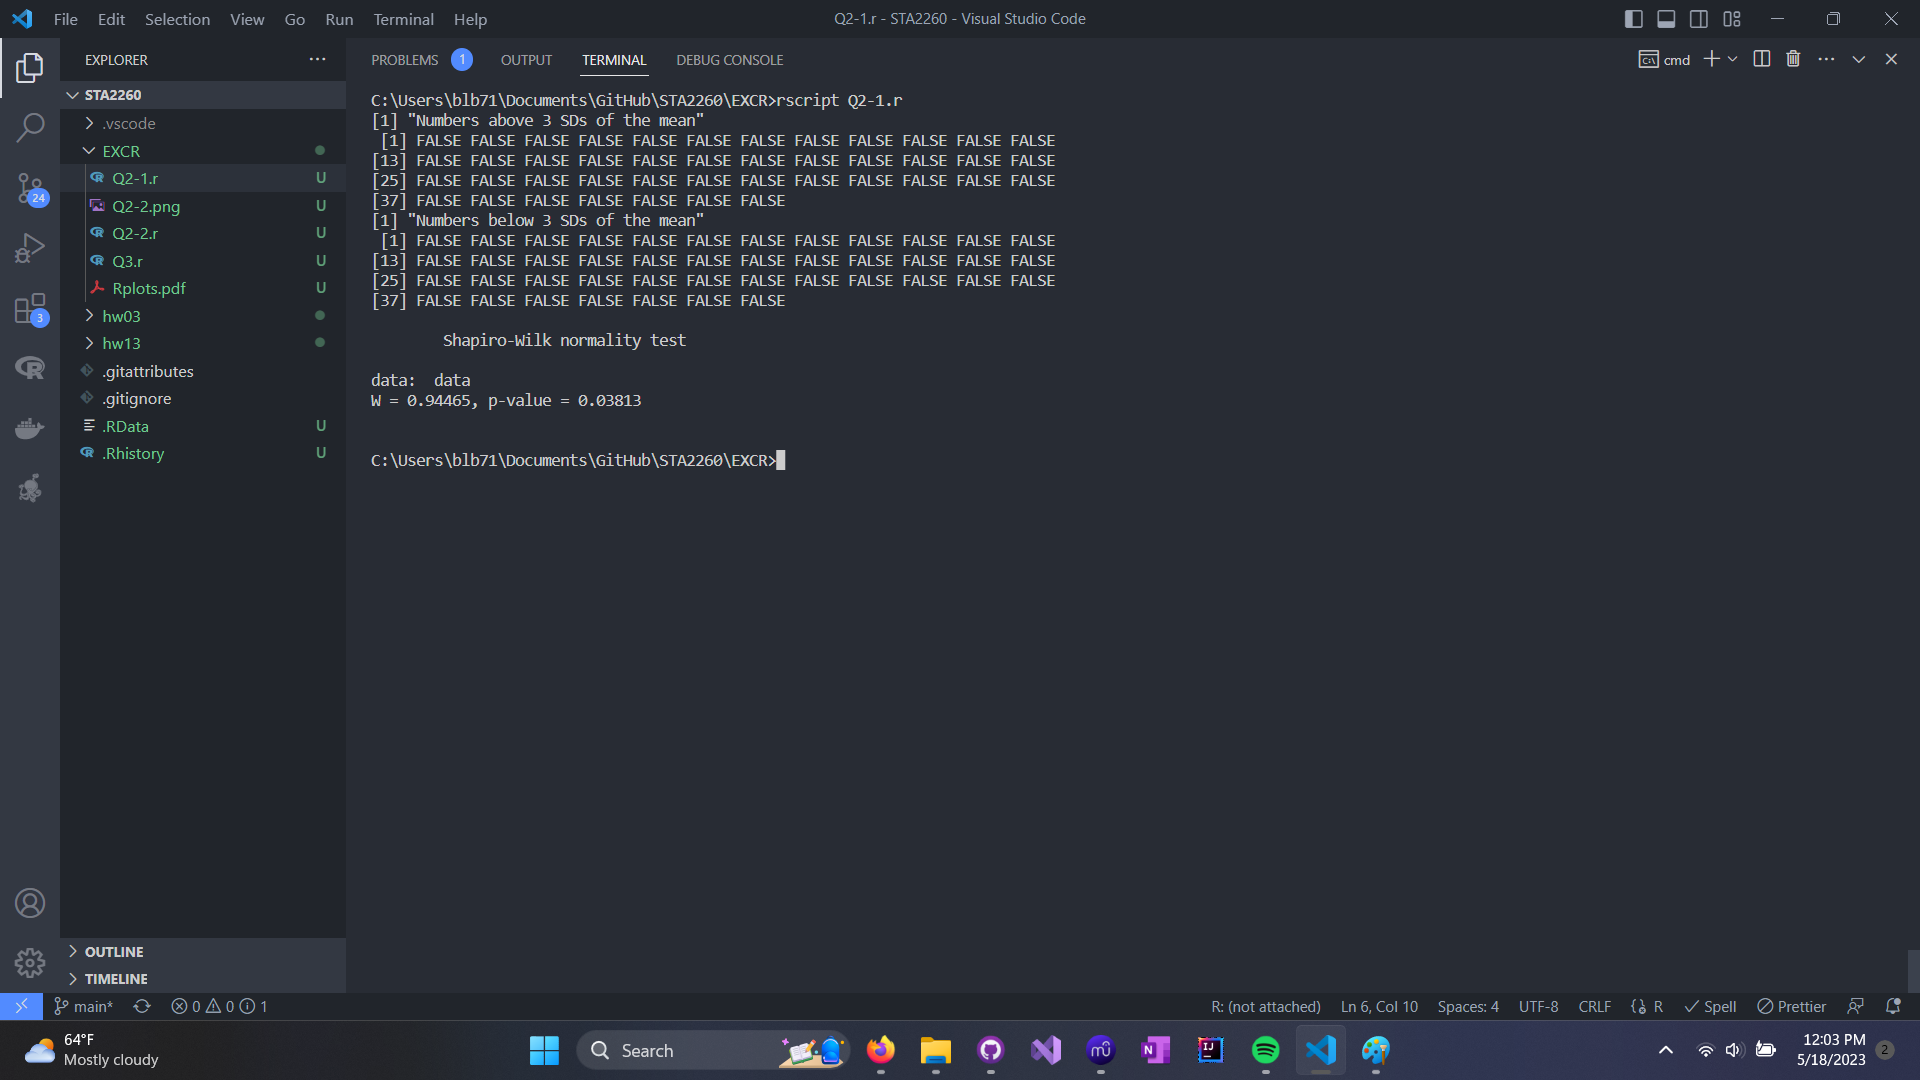 File Edit Selection View Go Run Terminal Help
Q2-1.r - STA2260 - Visual Studio Code
EXPLORER
STA2260
.vscode
EXCR
Q2-1.r U
Q2-2.png U
Q2-2.r U
Q3.r U
Rplots.pdf U
hw03
hw13
.gitattributes
.gitignore
.RData U
.Rhistory U
OUTLINE
TIMELINE
24
3
PROBLEMS 1 OUTPUT TERMINAL DEBUG CONSOLE
cmd
C:\Users\blb71\Documents\GitHub\STA2260\EXCR>rscript Q2-1.r
[1] "Numbers above 3 SDs of the mean"
[1] FALSE FALSE FALSE FALSE FALSE FALSE FALSE FALSE FALSE FALSE FALSE FALSE
[13] FALSE FALSE FALSE FALSE FALSE FALSE FALSE FALSE FALSE FALSE FALSE FALSE
[25] FALSE FALSE FALSE FALSE FALSE FALSE FALSE FALSE FALSE FALSE FALSE FALSE
[37] FALSE FALSE FALSE FALSE FALSE FALSE FALSE
[1] "Numbers below 3 SDs of the mean"
[1] FALSE FALSE FALSE FALSE FALSE FALSE FALSE FALSE FALSE FALSE FALSE FALSE
[13] FALSE FALSE FALSE FALSE FALSE FALSE FALSE FALSE FALSE FALSE FALSE FALSE
[25] FALSE FALSE FALSE FALSE FALSE FALSE FALSE FALSE FALSE FALSE FALSE FALSE
[37] FALSE FALSE FALSE FALSE FALSE FALSE FALSE
Shapiro-Wilk normality test
data: data
W = 0.94465, p-value = 0.03813
C:\Users\blb71\Documents\GitHub\STA2260\EXCR>
main* 0 0 1
R: (not attached) Ln 6, Col 10 Spaces: 4 UTF-8 CRLF R Spell Prettier
64°F
Mostly cloudy
Search
12:03 PM
5/18/2023
2